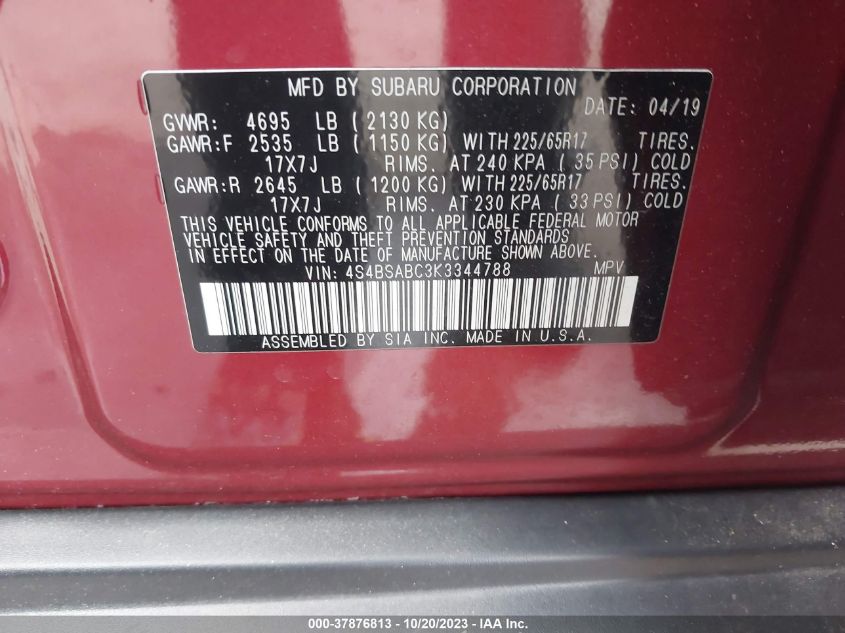 MFD BY SUBARU CORPORATION
DATE: 04/19
GVWR: 4695 LB ( 2130 KG)
GAWR:F 2535 LB ( 1150 KG) WITH 225/65R17 TIRES.
17X7J RIMS. AT 240 KPA ( 35 PSI) COLD
GAWR:R 2645 LB ( 1200 KG) WITH 225/65R17 TIRES.
17X7J RIMS. AT 230 KPA ( 33 PSI) COLD
THIS VEHICLE CONFORMS TO ALL APPLICABLE FEDERAL MOTOR
VEHICLE SAFETY AND THEFT PREVENTION STANDARDS
IN EFFECT ON THE DATE OF MANUFACTURE SHOWN ABOVE.
VIN: 4S4BSABC3K3344788 MPV
ASSEMBLED BY SIA INC. MADE IN U.S.A.
000-37876813 - 10/20/2023 - IAA Inc.